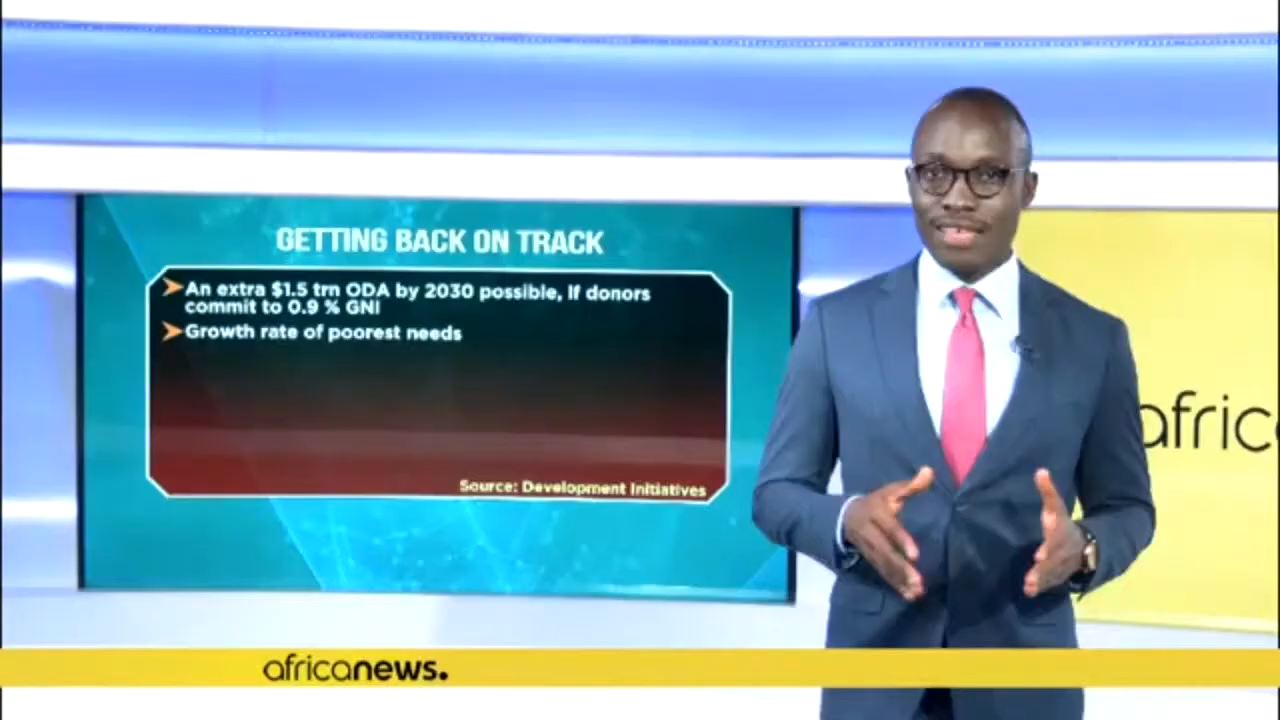 GETTING BACK ON TRACK
An extra $1.5 trn ODA by 2030 possible, if donors
commit to 0.9 % GNI
Growth rate of poorest needs
Source: Development Initiatives
afric
africanews.